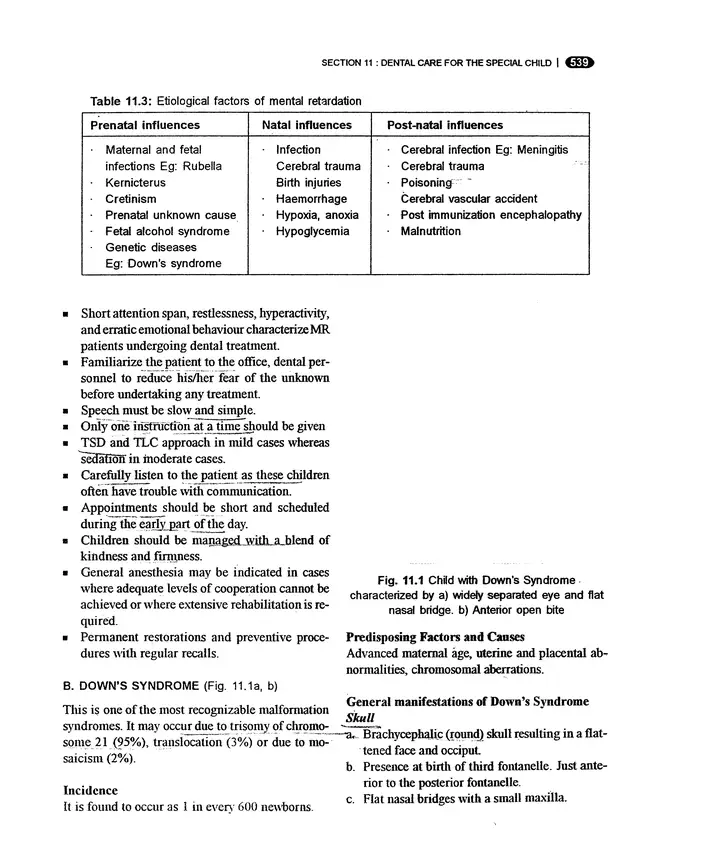 SECTION 11 : DENTAL CARE FOR THE SPECIAL CHILD | 539
Table 11.3: Etiological factors of mental retardation
Prenatal influences
· Maternal and fetal
infections Eg: Rubella
· Kernicterus
· Cretinism
· Prenatal unknown cause
· Fetal alcohol syndrome
· Genetic diseases
Eg: Down's syndrome
Natal influences
· Infection
Cerebral trauma
Birth injuries
· Haemorrhage
· Hypoxia, anoxia
· Hypoglycemia
Post-natal influences
· Cerebral infection Eg: Meningitis
· Cerebral trauma
· Poisoning
Cerebral vascular accident
· Post immunization encephalopathy
· Malnutrition
▪ Short attention span, restlessness, hyperactivity,
and erratic emotional behaviour characterize MR
patients undergoing dental treatment.
▪ Familiarize the patient to the office, dental per-
sonnel to reduce his/her fear of the unknown
before undertaking any treatment.
▪ Speech must be slow and simple.
▪ Only one instruction at a time should be given
▪ TSD and TLC approach in mild cases whereas
sedation in moderate cases.
▪ Carefully listen to the patient as these children
often have trouble with communication.
▪ Appointments should be short and scheduled
during the early part of the day.
▪ Children should be managed with a blend of
kindness and firmness.
▪ General anesthesia may be indicated in cases
where adequate levels of cooperation cannot be
achieved or where extensive rehabilitation is re-
quired.
▪ Permanent restorations and preventive proce-
dures with regular recalls.
B. DOWN'S SYNDROME (Fig. 11.1a, b)
This is one of the most recognizable malformation
syndromes. It may occur due to trisomy of chromo-
some 21 (95%), translocation (3%) or due to mo-
saicism (2%).
Incidence
It is found to occur as 1 in every 600 newborns.
Fig. 11.1 Child with Down's Syndrome
characterized by a) widely separated eye and flat
nasal bridge. b) Anterior open bite
Predisposing Factors and Causes
Advanced maternal age, uterine and placental ab-
normalities, chromosomal aberrations.
General manifestations of Down's Syndrome
Skull
a. Brachycephalic (round) skull resulting in a flat-
tened face and occiput.
b. Presence at birth of third fontanelle. Just ante-
rior to the posterior fontanelle.
c. Flat nasal bridges with a small maxilla.